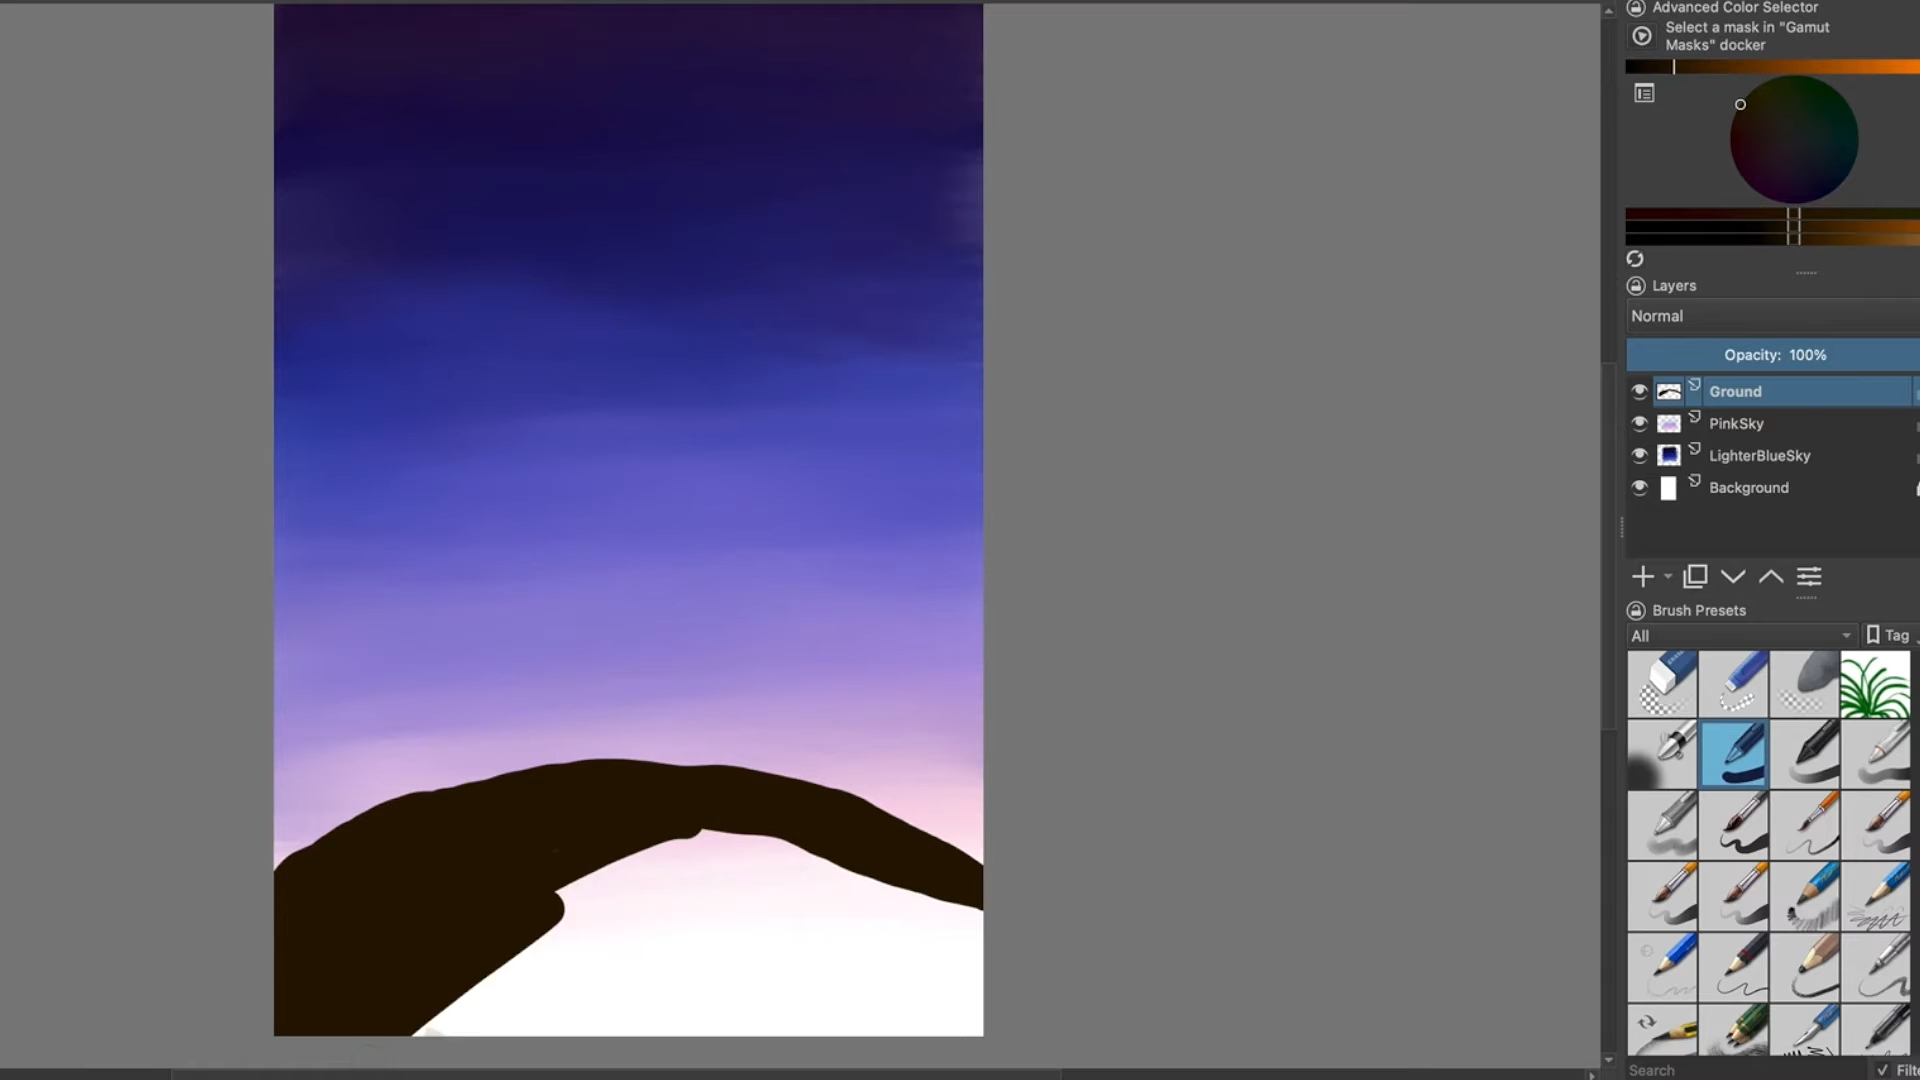 Advanced Color Selector
Select a mask in "Gamut
Masks" docker
Layers
Normal
Opacity: 100%
Ground
PinkSky
LighterBlueSky
Background
Brush Presets
All
Tag
Search
Filte